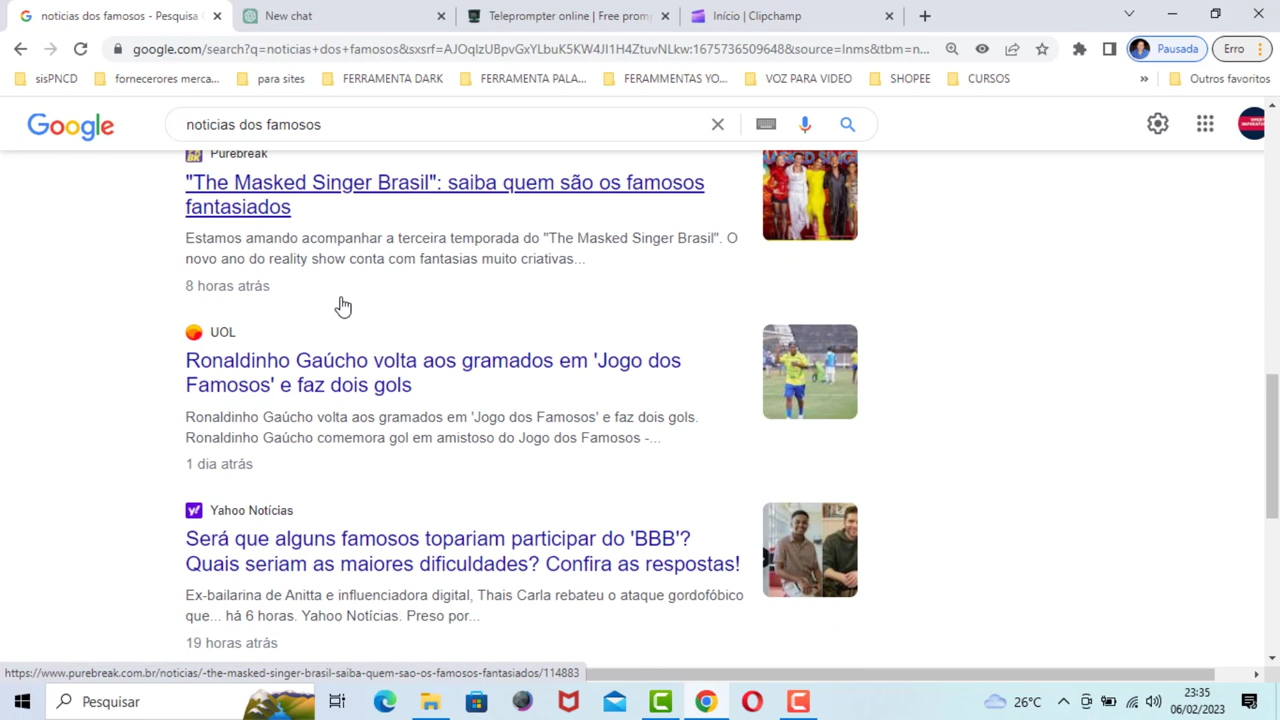 noticias dos famosos - Pesquisa
New chat
Teleprompter online | Free promp
Início | Clipchamp
google.com/search?q=noticias+dos+famosos&sxsrf=AJOqlzUBpvGxYLbuK5KW4JI1H4ZtuvNLkw:1675736509648&source=lnms&tbm=n...
Pausada
Erro
sisPNCD
fornecerores merca...
para sites
FERRAMENTA DARK
FERRAMENTA PALA...
FERAMMENTAS YO...
VOZ PARA VIDEO
SHOPEE
CURSOS
»
Outros favoritos
Google
noticias dos famosos
Purebreak
"The Masked Singer Brasil": saiba quem são os famosos
fantasiados
Estamos amando acompanhar a terceira temporada do "The Masked Singer Brasil". O
novo ano do reality show conta com fantasias muito criativas...
8 horas atrás
UOL
Ronaldinho Gaúcho volta aos gramados em 'Jogo dos
Famosos' e faz dois gols
Ronaldinho Gaúcho volta aos gramados em 'Jogo dos Famosos' e faz dois gols.
Ronaldinho Gaúcho comemora gol em amistoso do Jogo dos Famosos -...
1 dia atrás
Yahoo Notícias
Será que alguns famosos topariam participar do 'BBB'?
Quais seriam as maiores dificuldades? Confira as respostas!
Ex-bailarina de Anitta e influenciadora digital, Thais Carla rebateu o ataque gordofóbico
que... há 6 horas. Yahoo Notícias. Preso por...
19 horas atrás
https://www.purebreak.com.br/noticias/-the-masked-singer-brasil-saiba-quem-sao-os-famosos-fantasiados/114883
Pesquisar
26°C
23:35
06/02/2023